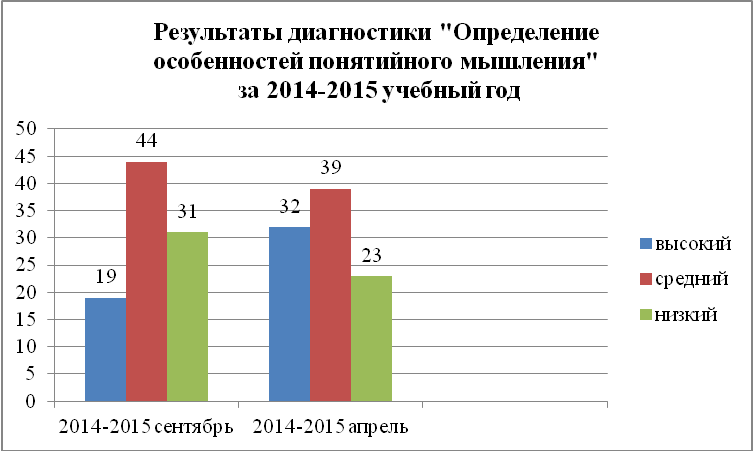 Результаты диагностики "Определение
особенностей понятийного мышления"
за 2014-2015 учебный год
50
45
40
35
30
25
20
15
10
5
0
19
44
31
32
39
23
2014-2015 сентябрь
2014-2015 апрель
высокий
средний
низкий